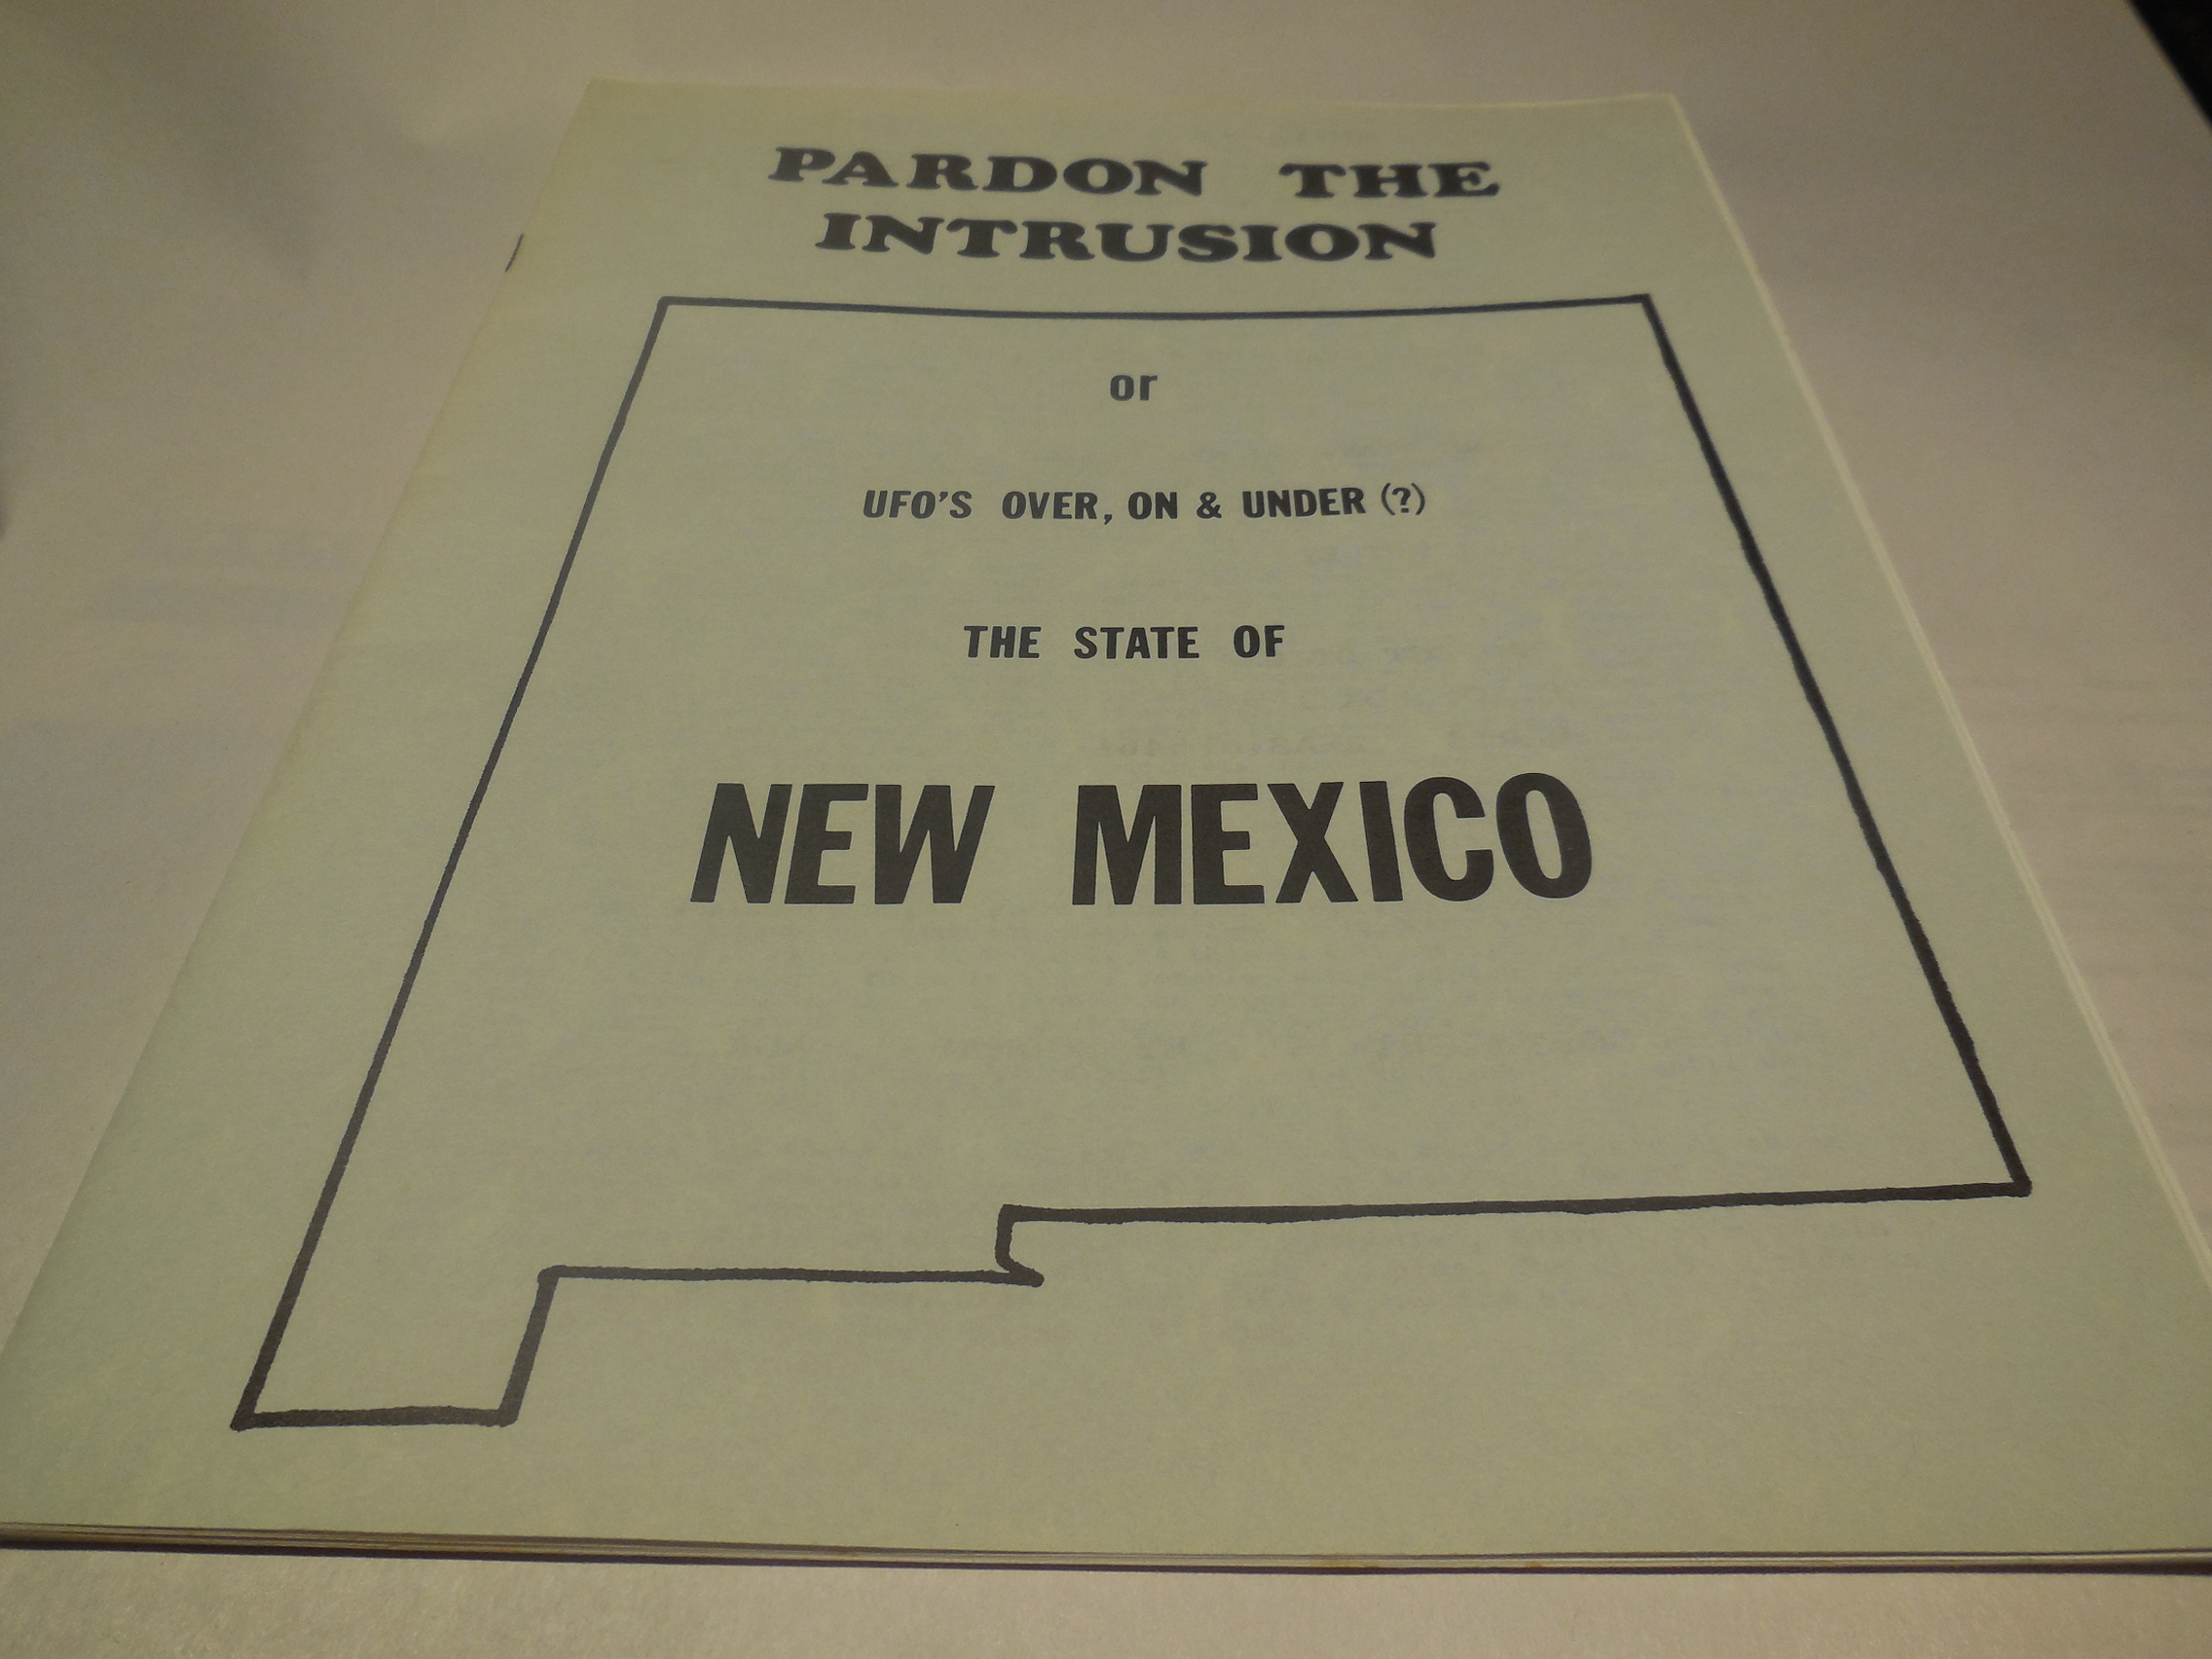 PARDON THE
INTRUSION
or
UFO'S OVER, ON & UNDER (?)
THE STATE OF
NEW MEXICO